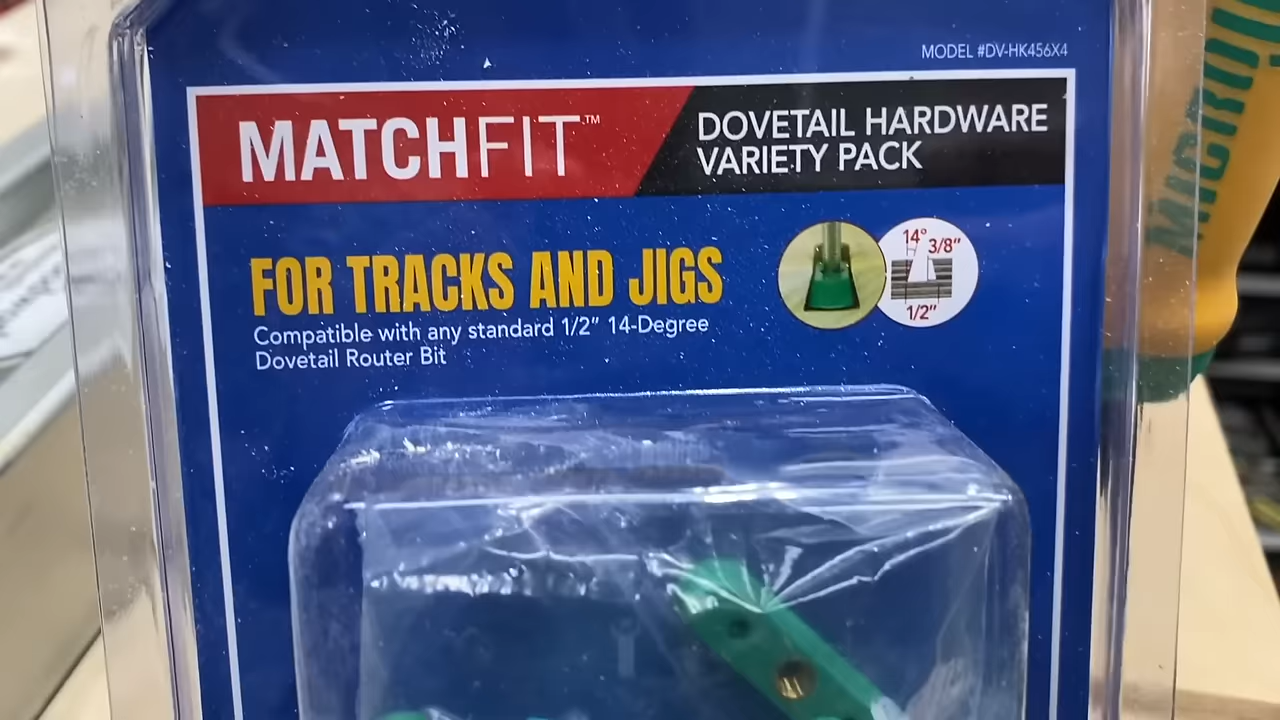 MODEL #DV-HK456X4
MATCHFIT™
DOVETAIL HARDWARE
VARIETY PACK
FOR TRACKS AND JIGS
Compatible with any standard 1/2" 14-Degree
Dovetail Router Bit
14°
3/8"
1/2"